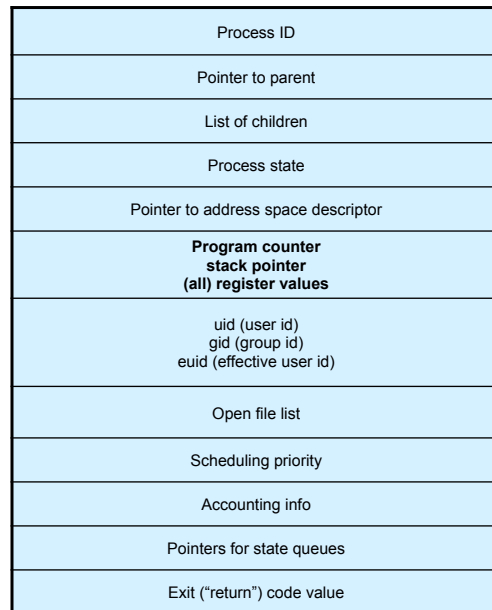 Process ID
Pointer to parent
List of children
Process state
Pointer to address space descriptor
Program counter
stack pointer
(all) register values
uid (user id)
gid (group id)
euid (effective user id)
Open file list
Scheduling priority
Accounting info
Pointers for state queues
Exit (“return”) code value